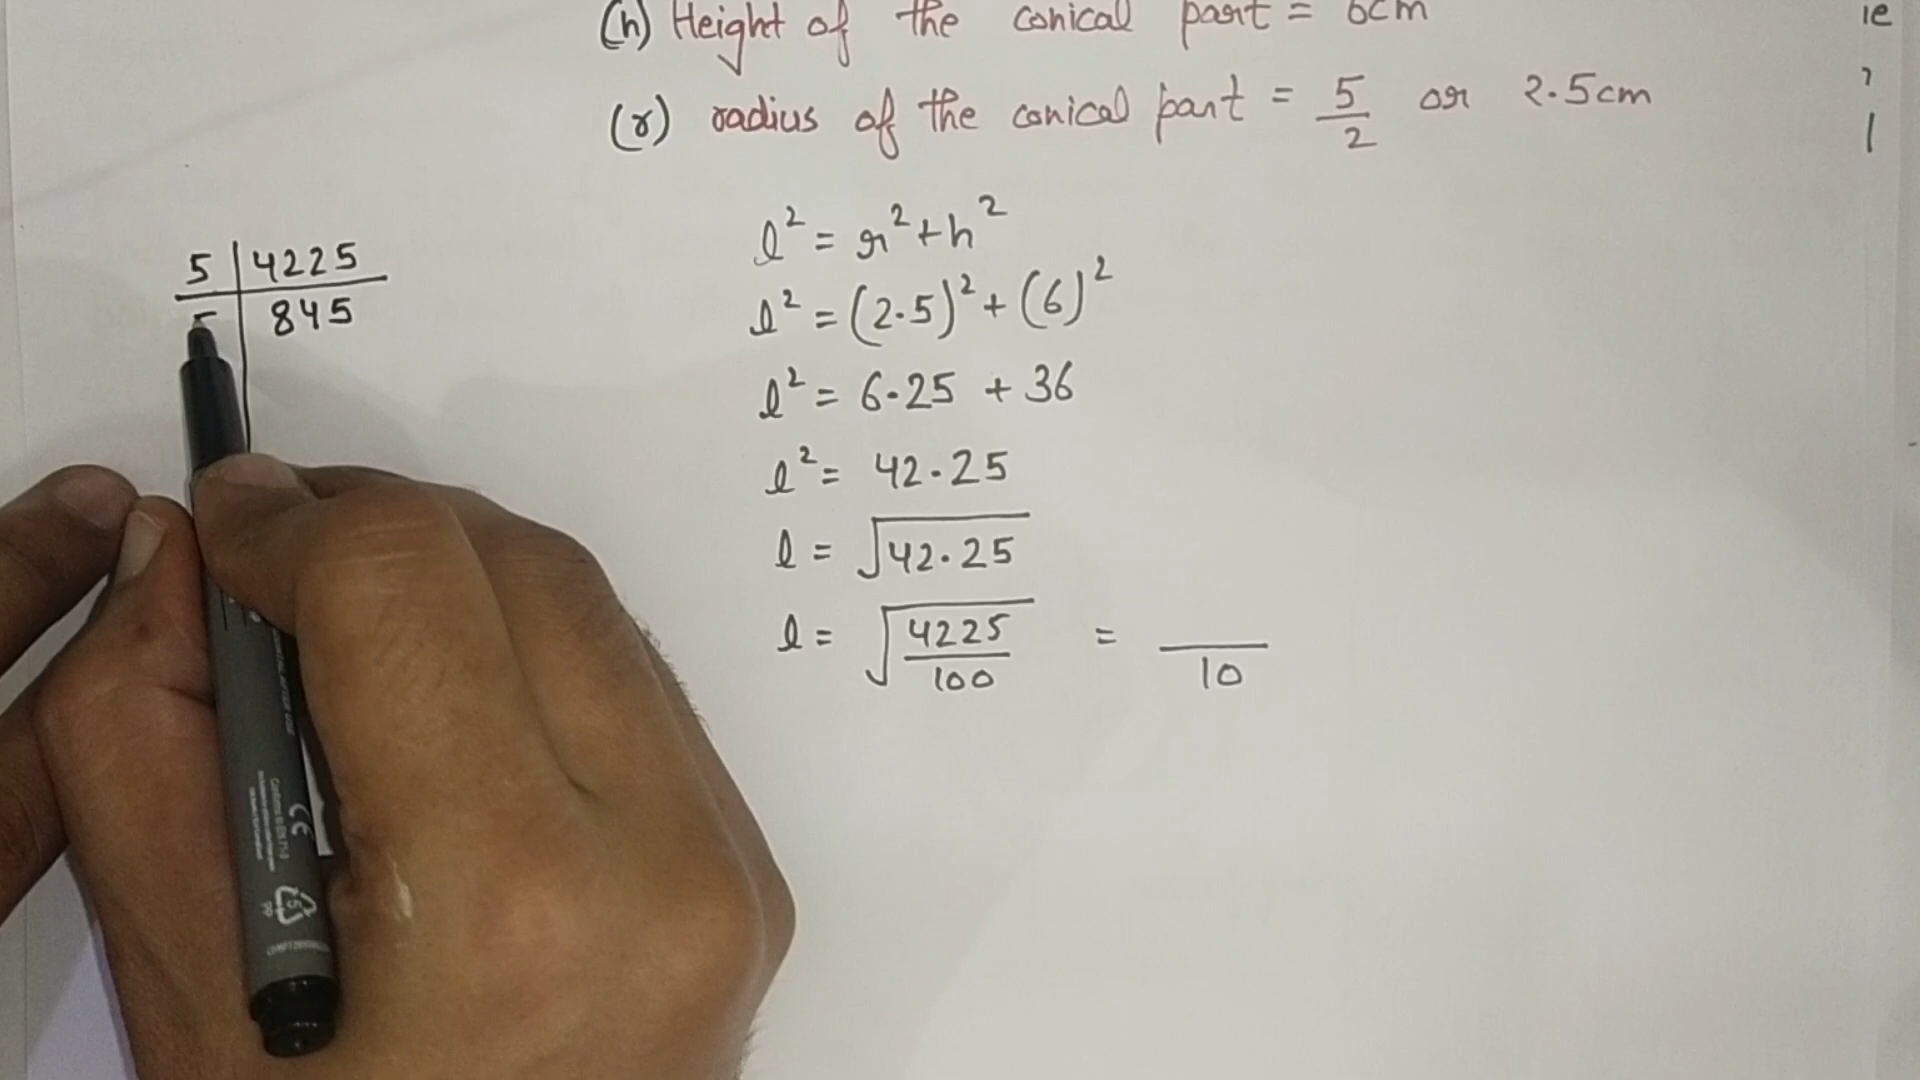 (h) Height of the conical part = 6cm
(r) radius of the conical part = 5/2 or 2.5cm
l² = r² + h²
l² = (2.5)² + (6)²
l² = 6.25 + 36
l² = 42.25
l = √42.25
l = √(4225/100) = /10
5 | 4225
5 | 845